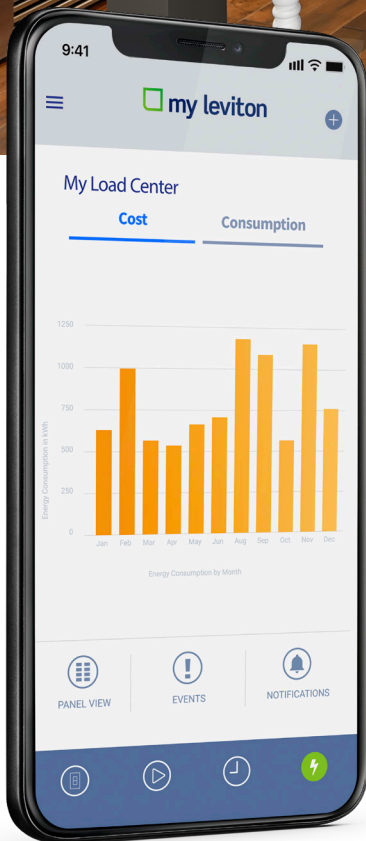 9:41
my leviton
My Load Center
Cost Consumption
1250
1000
750
500
250
0
Energy Consumption in kWh
Jan Feb Mar Apr May Jun Aug Sep Oct Nov Dec
Energy Consumption by Month
PANEL VIEW EVENTS NOTIFICATIONS